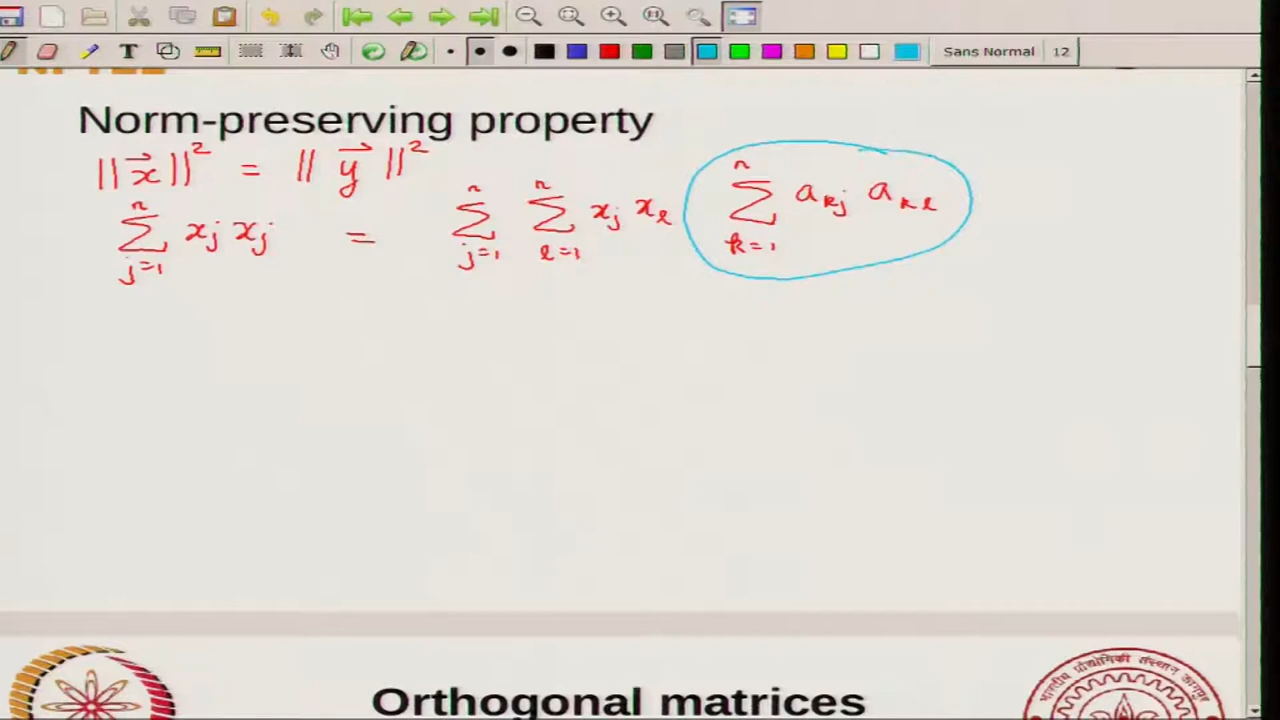 Sans Normal 12
Norm-preserving property
||x⃗||² = ||y⃗||²
∑_{j=1}^{n} x_j x_j = ∑_{j=1}^{n} ∑_{l=1}^{n} x_j x_l ∑_{k=1}^{n} a_{kj} a_{kl}
Orthogonal matrices